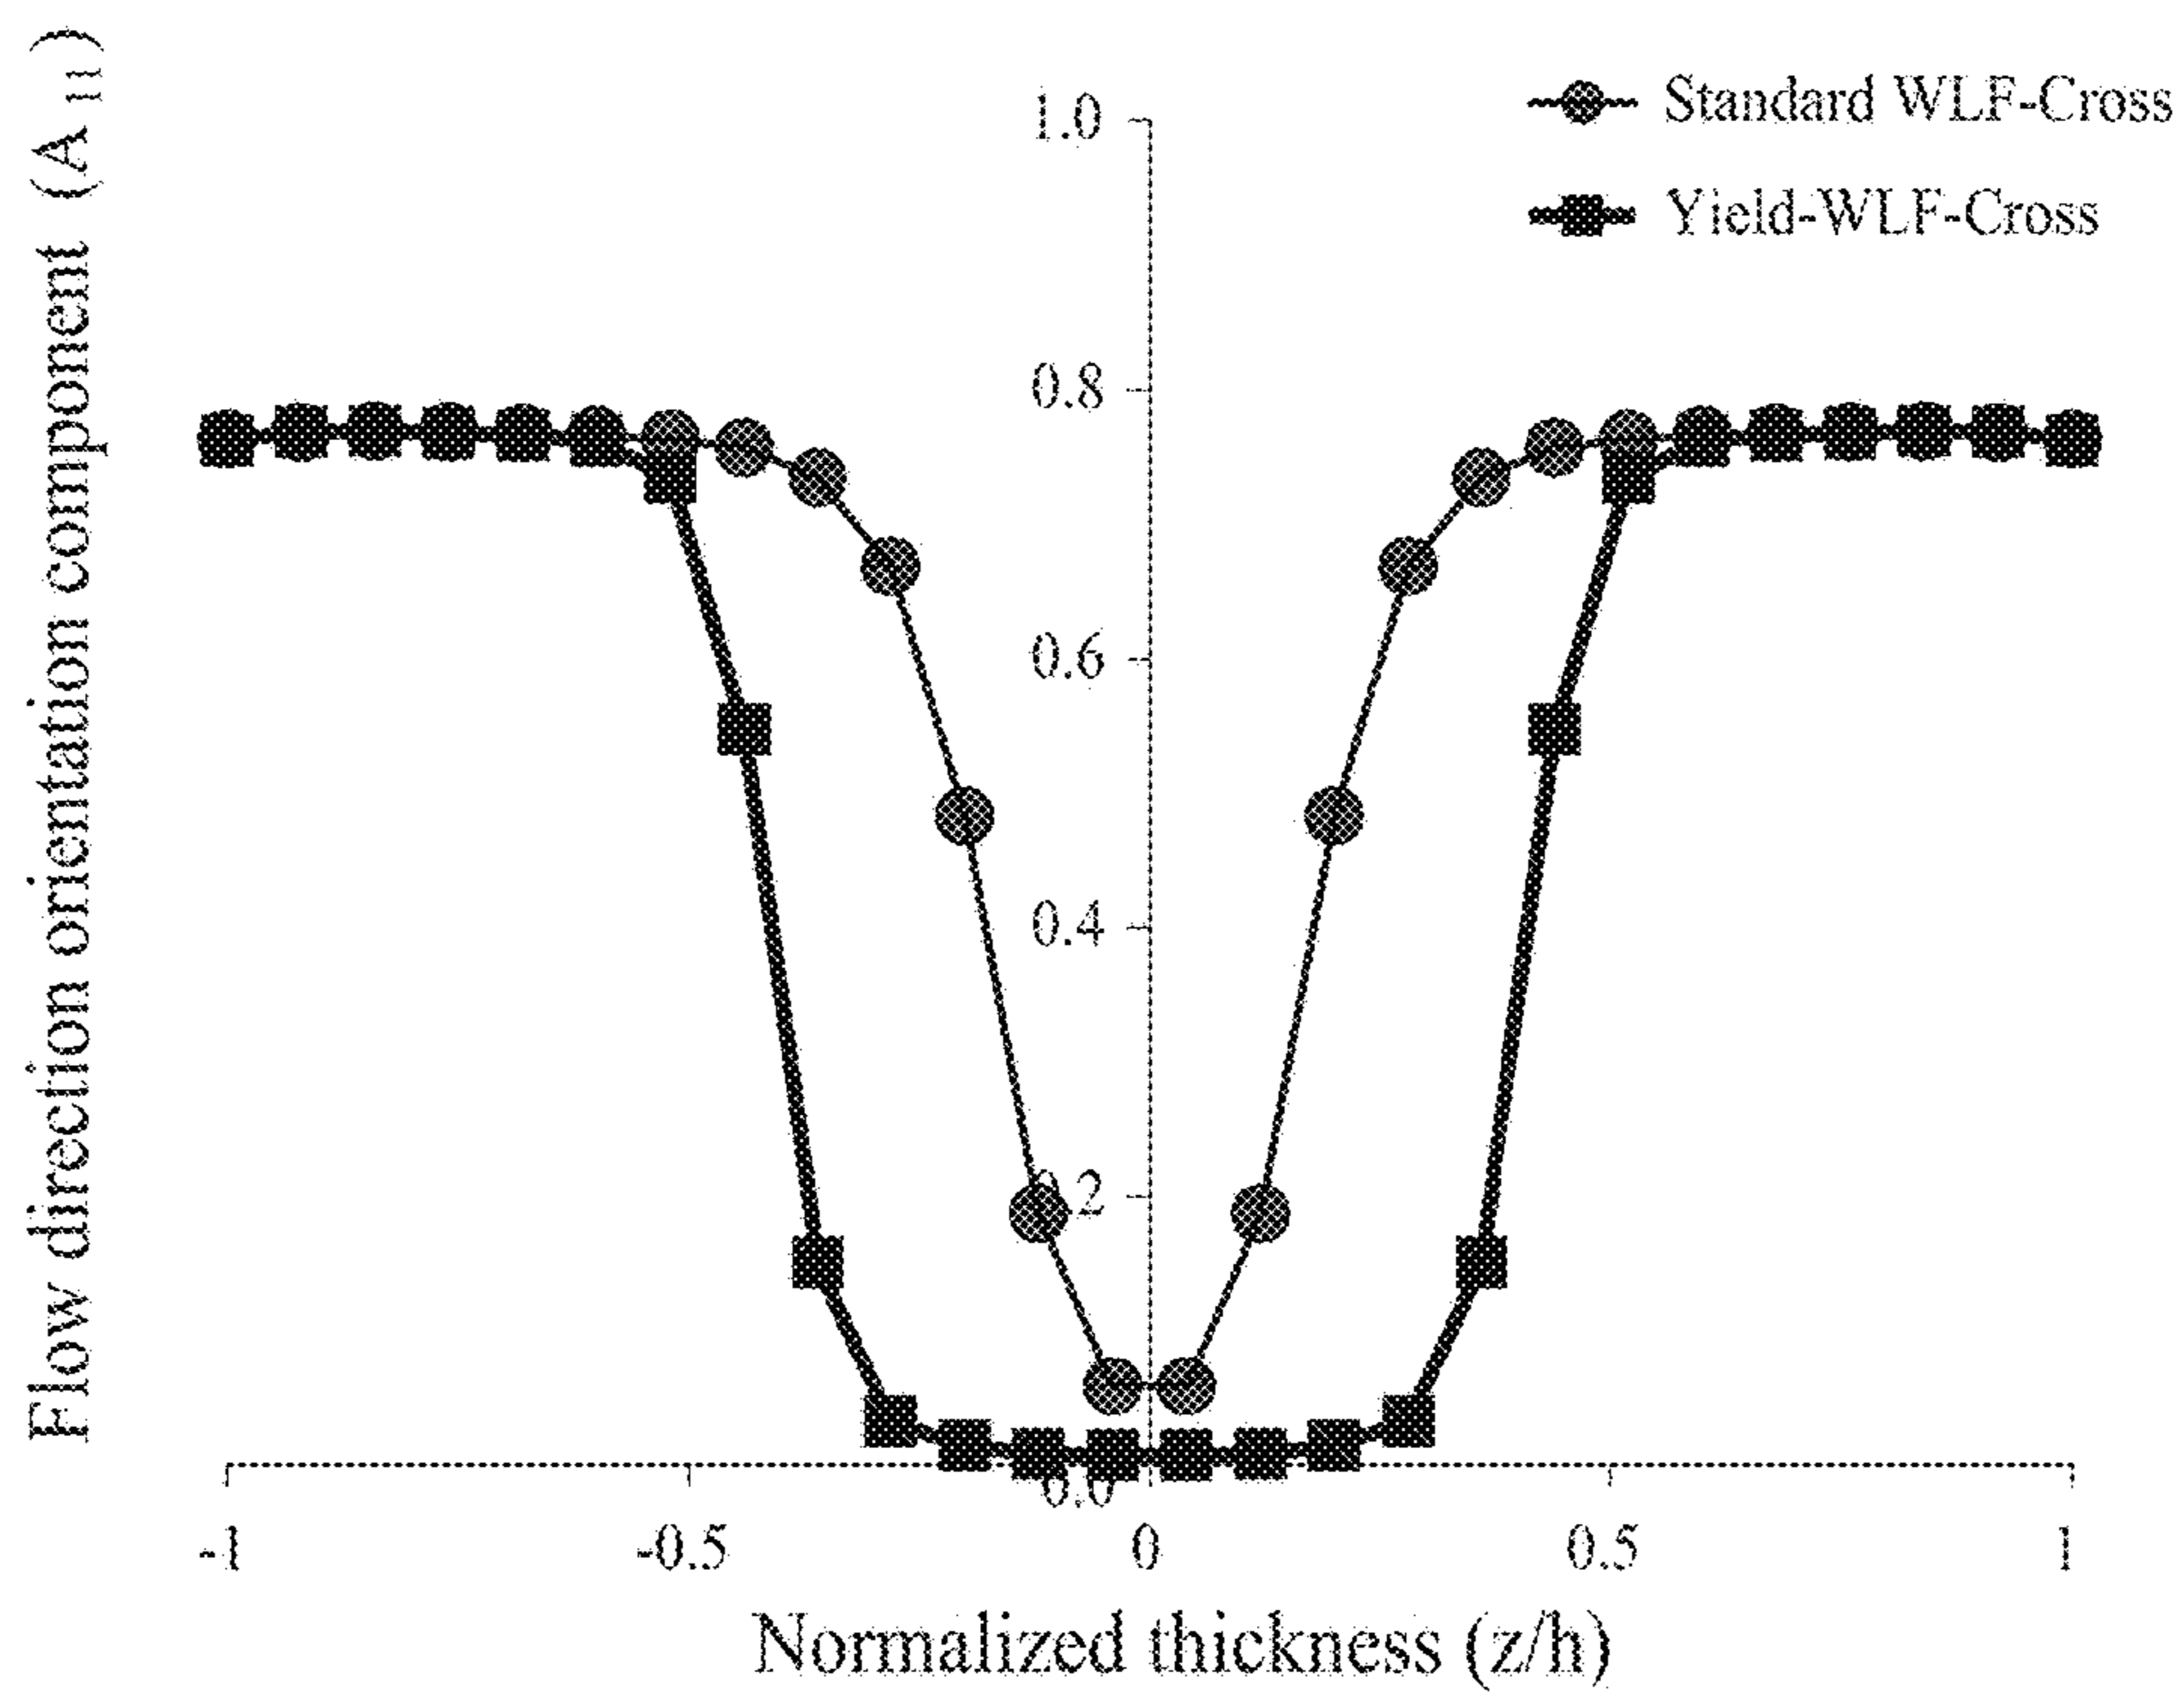 Flow direction orientation component (A 11)
Standard WLF-Cross
Yield-WLF-Cross
1.0
0.8
0.6
0.4
0.2
0.0
-1 -0.5 0 0.5 1
Normalized thickness (z/h)